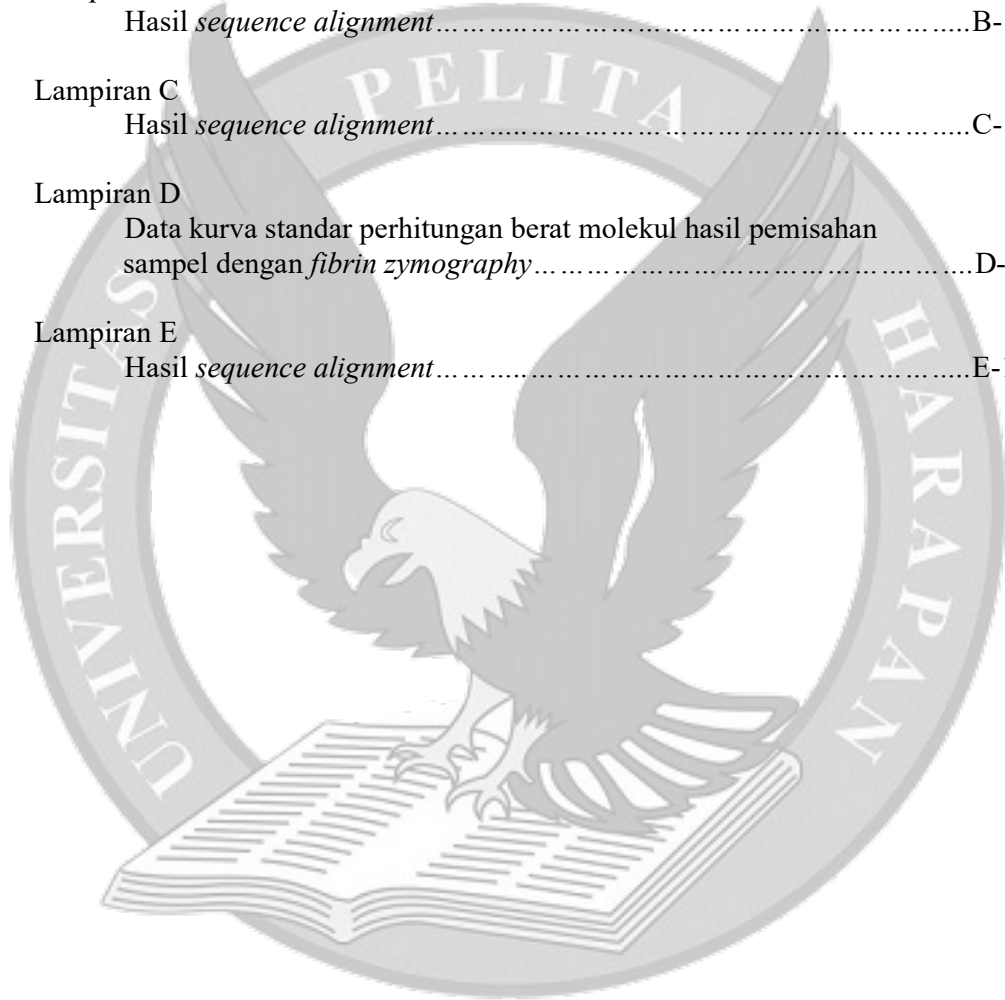 Hasil sequence alignment……..……………………………………………..B-
Lampiran C
Hasil sequence alignment……..……………………………………………..C-
Lampiran D
Data kurva standar perhitungan berat molekul hasil pemisahan
sampel dengan fibrin zymography…………………………………..…….D-
Lampiran E
Hasil sequence alignment……..……………………………………………..E-
UNIVERSITAS PELITA HARAPAN